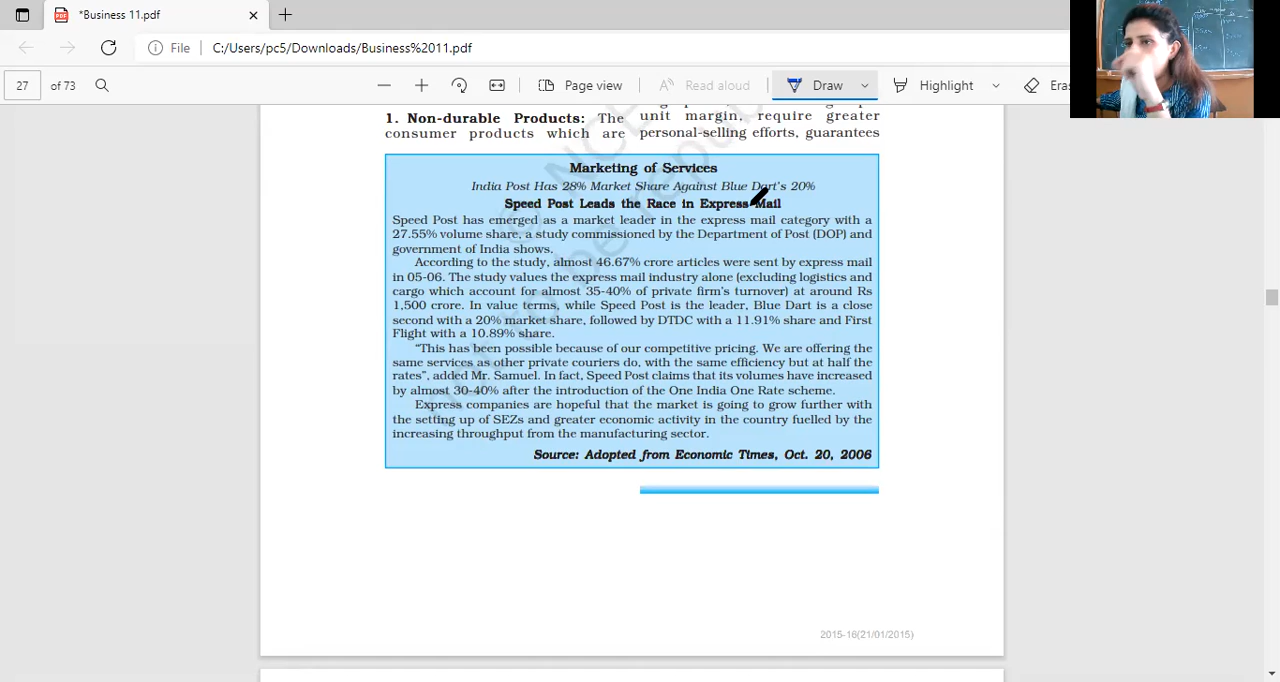 *Business 11.pdf
File
C:/Users/pc5/Downloads/Business%2011.pdf
27
of 73
Page view
Read aloud
Draw
Highlight
1. Non-durable Products: The
consumer products which are
unit margin, require greater
personal-selling efforts, guarantees
Marketing of Services
India Post Has 28% Market Share Against Blue Dart's 20%
Speed Post Leads the Race in Express Mail
Speed Post has emerged as a market leader in the express mail category with a
27.55% volume share, a study commissioned by the Department of Post (DOP) and
government of India shows.
According to the study, almost 46.67% crore articles were sent by express mail
in 05-06. The study values the express mail industry alone (excluding logistics and
cargo which account for almost 35-40% of private firm's turnover) at around Rs
1,500 crore. In value terms, while Speed Post is the leader, Blue Dart is a close
second with a 20% market share, followed by DTDC with a 11.91% share and First
Flight with a 10.89% share.
"This has been possible because of our competitive pricing. We are offering the
same services as other private couriers do, with the same efficiency but at half the
rates", added Mr. Samuel. In fact, Speed Post claims that its volumes have increased
by almost 30-40% after the introduction of the One India One Rate scheme.
Express companies are hopeful that the market is going to grow further with
the setting up of SEZs and greater economic activity in the country fuelled by the
increasing throughput from the manufacturing sector.
Source: Adopted from Economic Times, Oct. 20, 2006
2015-16(21/01/2015)